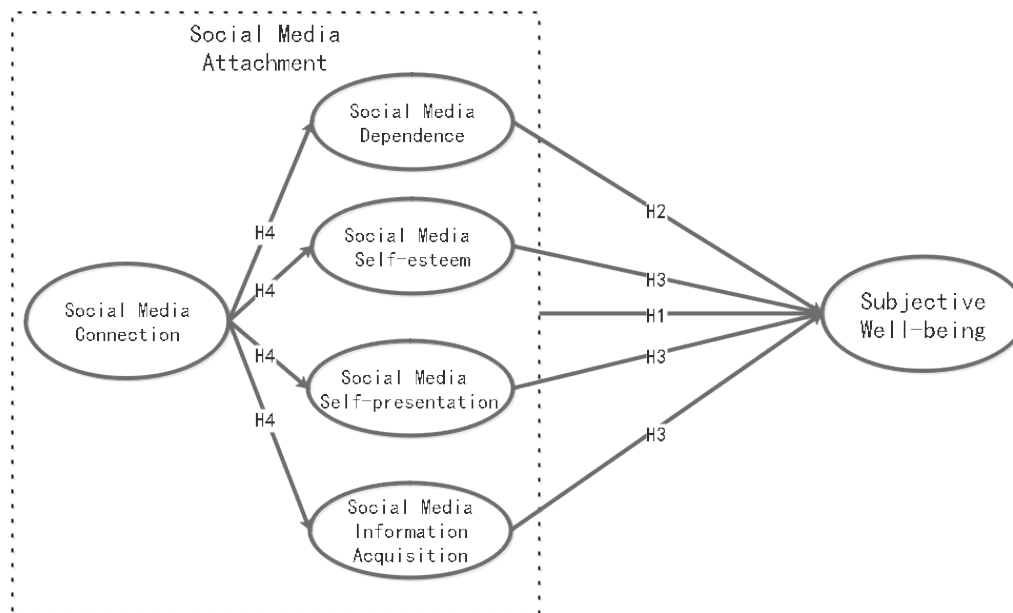 Social Media
Attachment
Social Media
Dependence
H4
H2
Social Media
Self-esteem
H4
H3
Social Media
Connection
H1
Subjective
Well-being
H4
H3
Social Media
Self-presentation
H4
H3
Social Media
Information
Acquisition